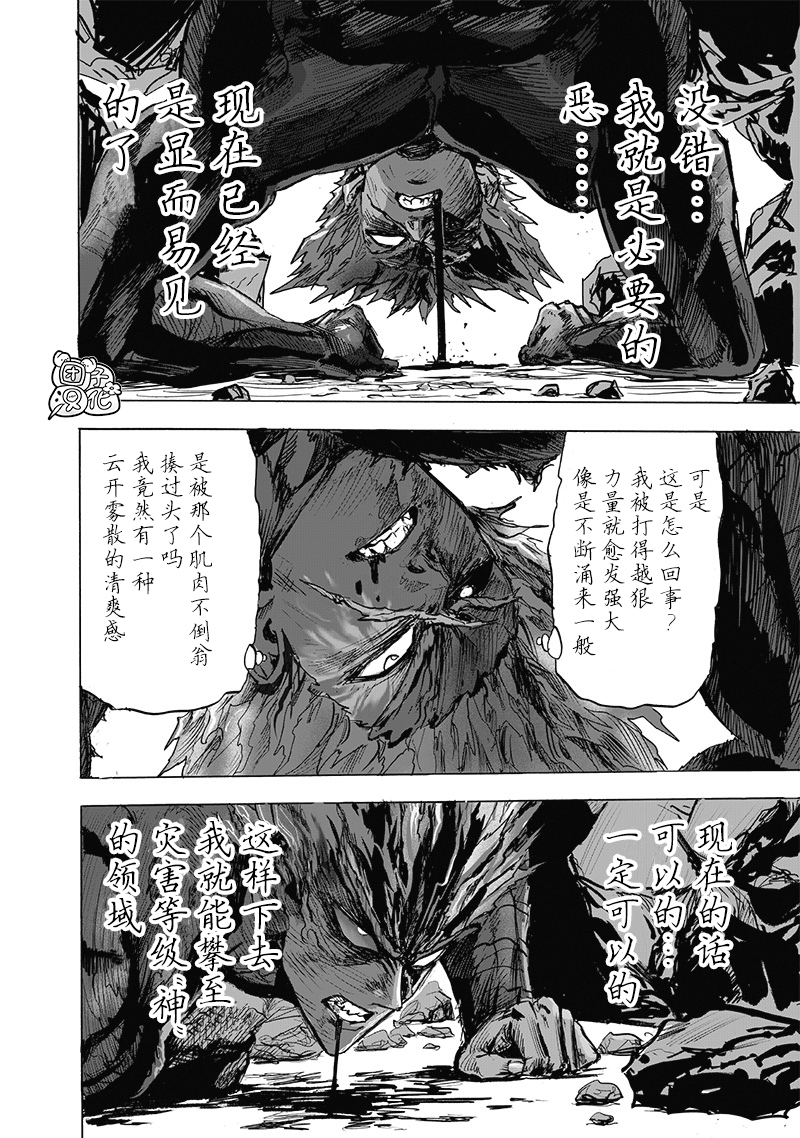 没错…
我就是必要的
恶……
现在已经
是显而易见
的了
团子
汉化
可是
这是怎么回事？
我被打得越狠
力量就愈发强大
像是不断涌来一般
是被那个肌肉不倒翁
揍过头了吗
我竟然有一种
云开雾散的清爽感
现在的话
可以的…
一定可以的
这样下去
我就能攀至
灾害等级“神”
的领域